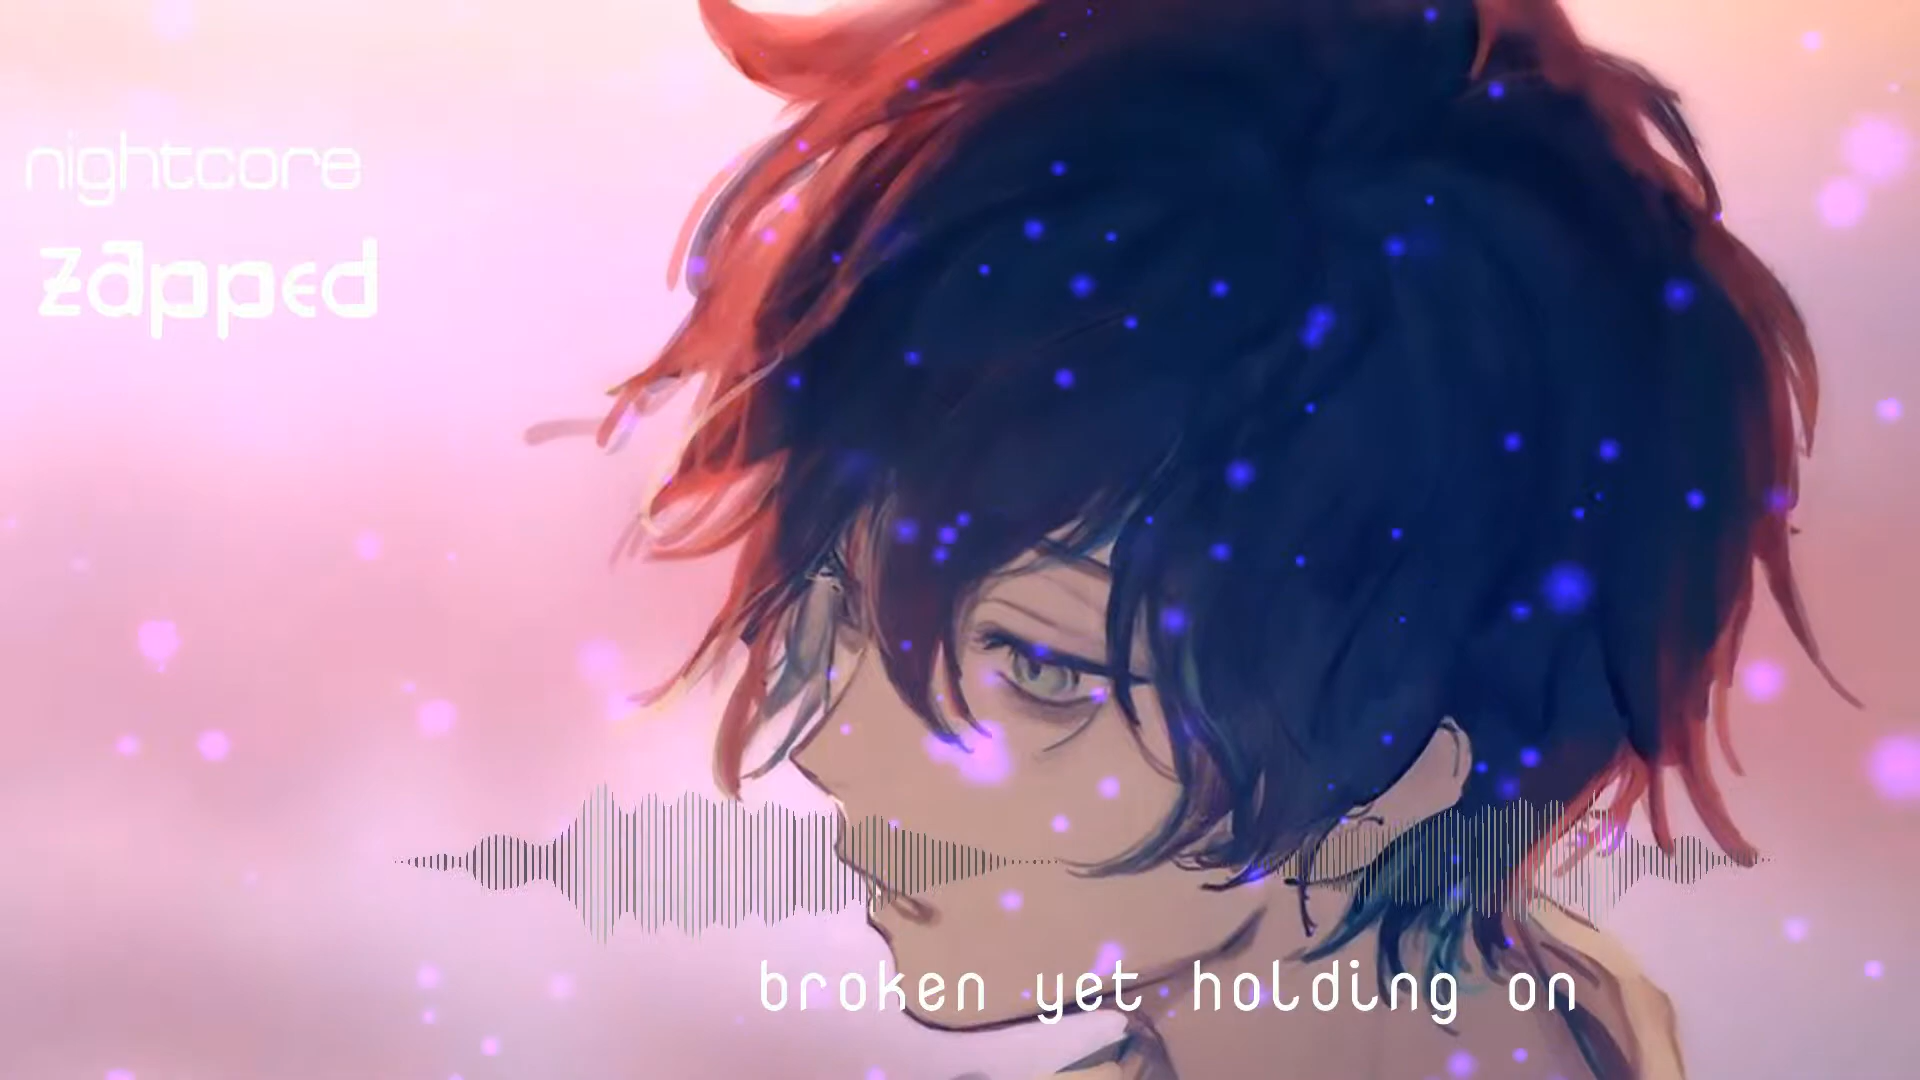 nightcore
zapped
broken yet holding on